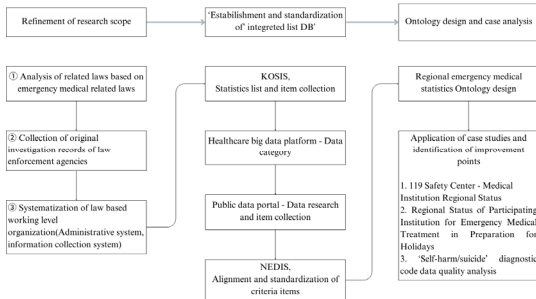 Refinement of research scope
'Estabilishment and standardization
of' integreted list DB'
Ontology design and case analysis
① Analysis of related laws based on
emergency medical related laws
② Collection of original
investigation records of law
enforcement agencies
③ Systematization of law based
working level
organization(Administrative system,
information collection system)
KOSIS,
Statistics list and item collection
Healthcare big data platform - Data
category
Public data portal - Data research
and item collection
NEDIS,
Alignment and standardization of
criteria items
Regional emergency medical
statistics Ontology design
Application of case studies and
identification of improvement
points
1. 119 Safety Center - Medical
Institution Regional Status
2. Regional Status of Participating
Institution for Emergency Medical
Treatment in Preparation for
Holidays
3. 'Self-harm/suicide' diagnostic
code data quality analysis